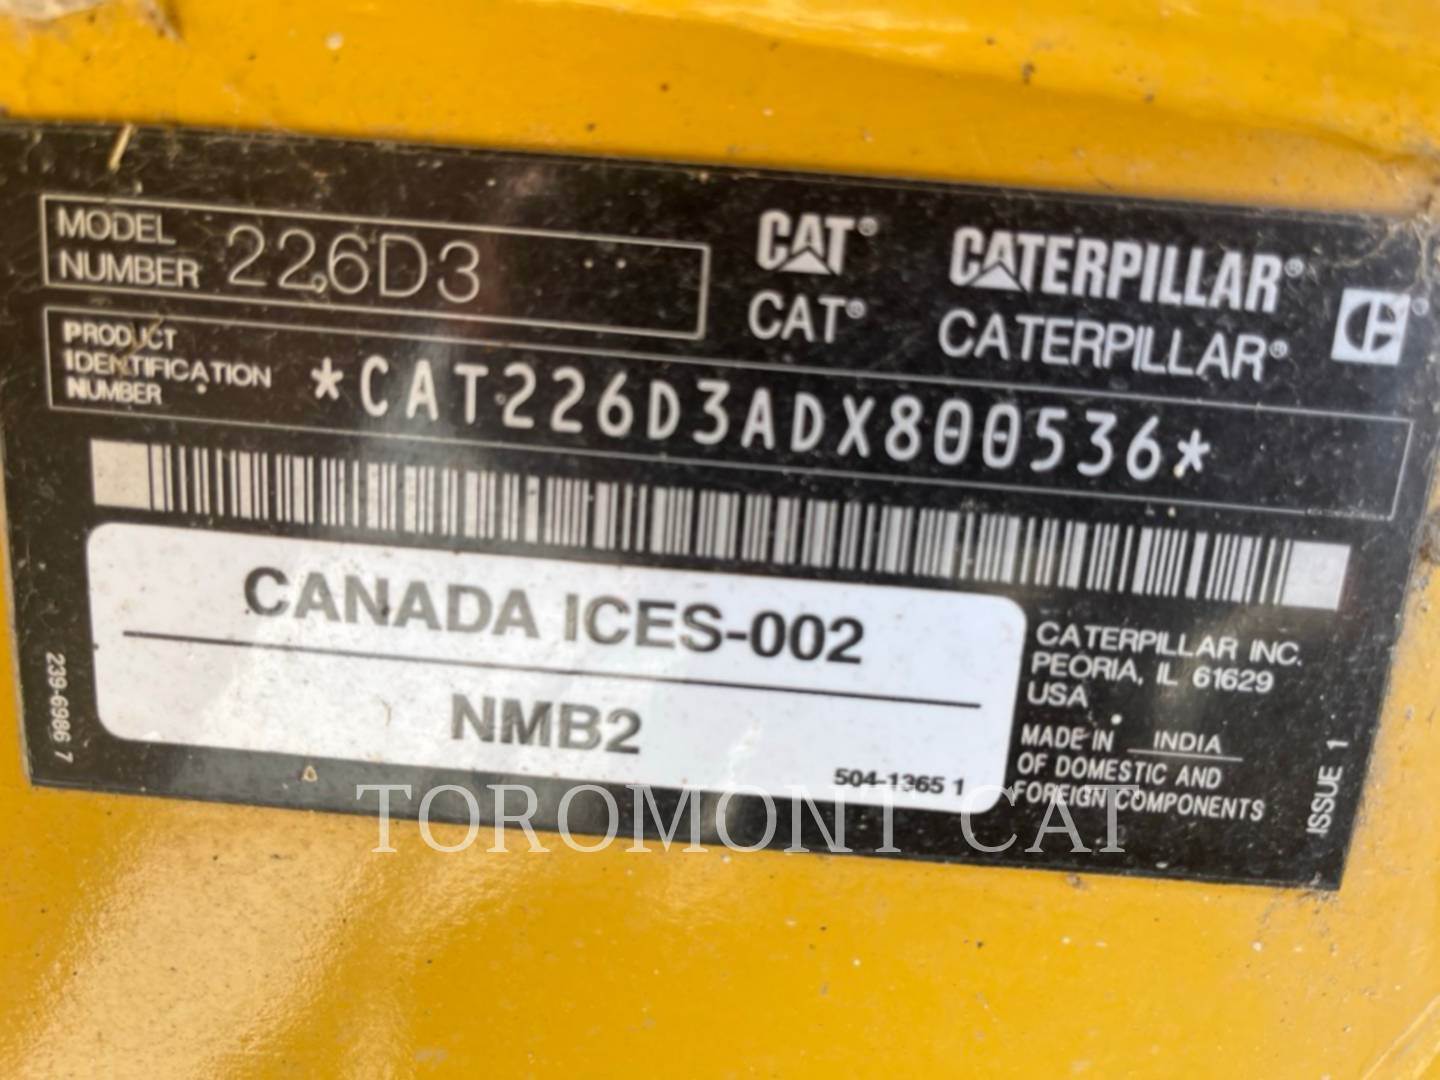 MODEL
NUMBER 226D3
CAT® CATERPILLAR®
CAT® CATERPILLAR®
PRODUCT
IDENTIFICATION
NUMBER
*CAT226D3ADX800536*
CANADA ICES-002
NMB2
504-1365 1
239-6986 7
CATERPILLAR INC.
PEORIA, IL 61629
USA
MADE IN INDIA
OF DOMESTIC AND
FOREIGN COMPONENTS
ISSUE 1
TOROMONT CAT